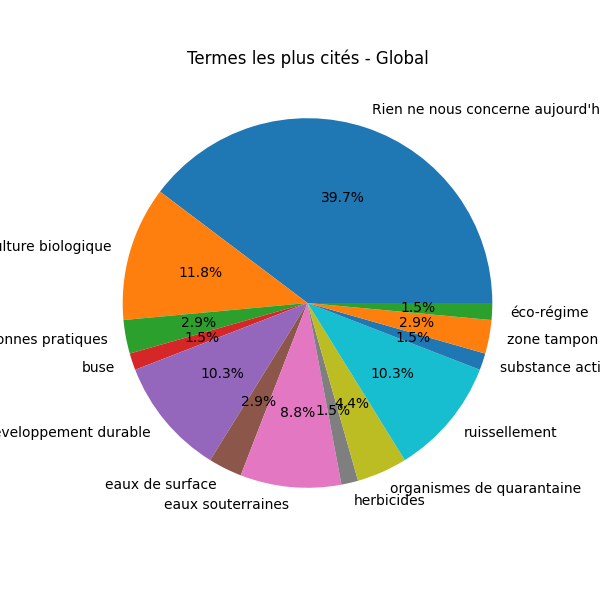 Termes les plus cités - Global
Rien ne nous concerne aujourd'h
39.7%
ulture biologique
11.8%
onnes pratiques
2.9%
buse
1.5%
éveloppement durable
10.3%
eaux de surface
2.9%
eaux souterraines
8.8%
herbicides
1.5%
organismes de quarantaine
4.4%
ruissellement
10.3%
substance acti
1.5%
zone tampon
2.9%
éco-régime
1.5%